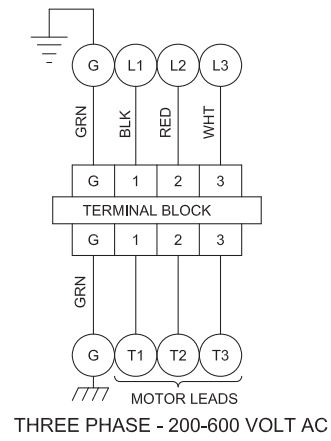 G L1 L2 L3
GRN BLK RED WHT
G 1 2 3
TERMINAL BLOCK
G 1 2 3
GRN
G T1 T2 T3
MOTOR LEADS
THREE PHASE - 200-600 VOLT AC